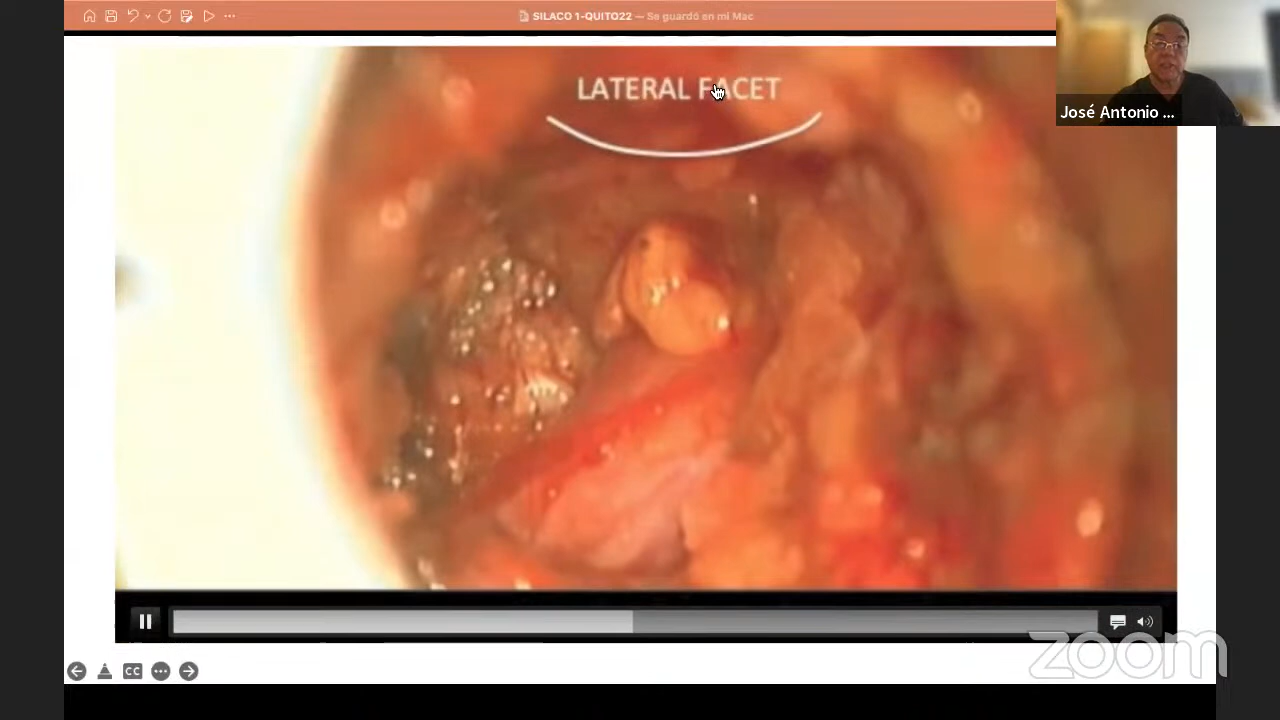 SILACO 1-QUITO22 — Se guardó en mi Mac
LATERAL FACET
José Antonio ...
CC
zoom